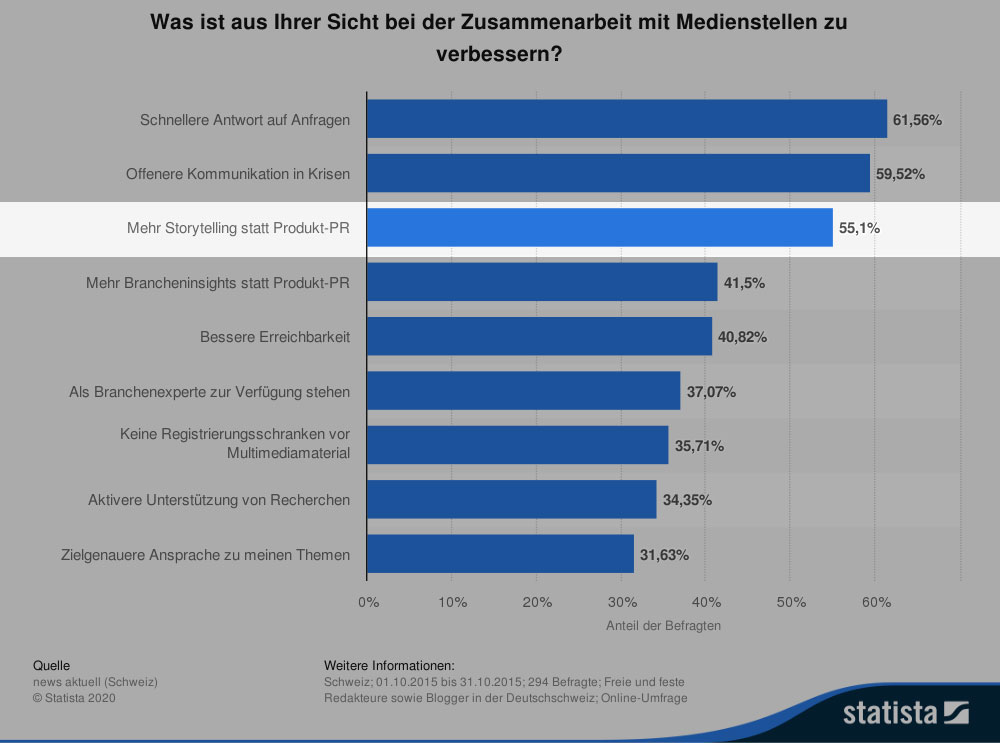 Was ist aus Ihrer Sicht bei der Zusammenarbeit mit Medienstellen zu
verbessern?
Schnellere Antwort auf Anfragen
61,56%
Offenere Kommunikation in Krisen
59,52%
Mehr Storytelling statt Produkt-PR
55,1%
Mehr Brancheninsights statt Produkt-PR
41,5%
Bessere Erreichbarkeit
40,82%
Als Branchenexperte zur Verfügung stehen
37,07%
Keine Registrierungsschranken vor
Multimediamaterial
35,71%
Aktivere Unterstützung von Recherchen
34,35%
Zielgenauere Ansprache zu meinen Themen
31,63%
0% 10% 20% 30% 40% 50% 60%
Anteil der Befragten
Quelle
news aktuell (Schweiz)
© Statista 2020
Weitere Informationen:
Schweiz; 01.10.2015 bis 31.10.2015; 294 Befragte; Freie und feste
Redakteure sowie Blogger in der Deutschschweiz; Online-Umfrage
statista